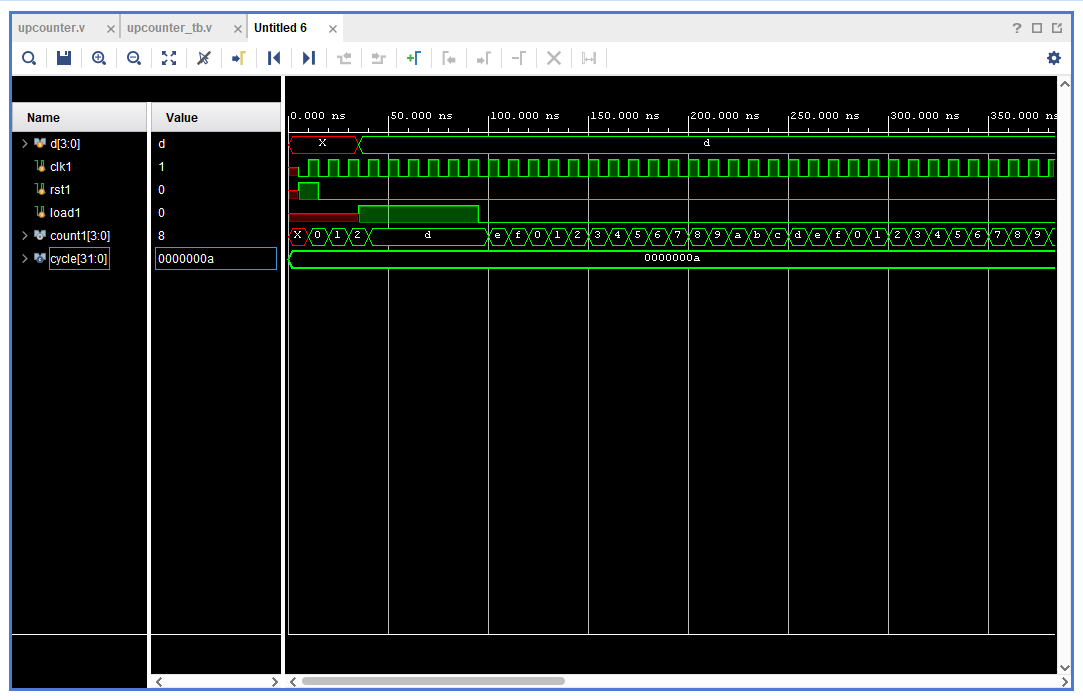 upcounter.v × upcounter_tb.v × Untitled 6 × ?
Name Value 0.000 ns 50.000 ns 100.000 ns 150.000 ns 200.000 ns 250.000 ns 300.000 ns 350.000 ns
d[3:0] d X d
clk1 1
rst1 0
load1 0
count1[3:0] 8 X 0 1 2 d e f 0 1 2 3 4 5 6 7 8 9 a b c d e f 0 1 2 3 4 5 6 7 8 9
cycle[31:0] 0000000a 0000000a